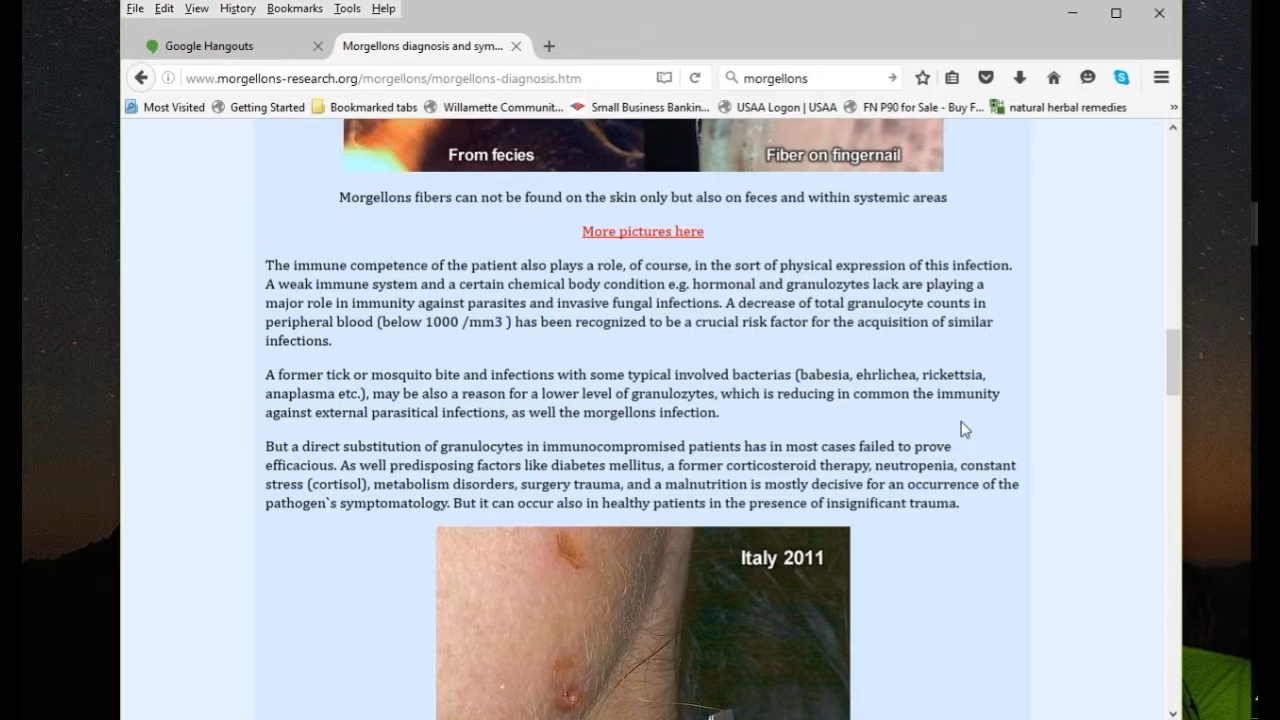 File Edit View History Bookmarks Tools Help
Google Hangouts
Morgellons diagnosis and sym...
www.morgellons-research.org/morgellons/morgellons-diagnosis.htm
morgellons
Most Visited Getting Started Bookmarked tabs Willamette Communit... Small Business Bankin... USAA Logon | USAA FN P90 for Sale - Buy F... natural herbal remedies
From fecies
Fiber on fingernail
Morgellons fibers can not be found on the skin only but also on feces and within systemic areas
More pictures here
The immune competence of the patient also plays a role, of course, in the sort of physical expression of this infection.
A weak immune system and a certain chemical body condition e.g. hormonal and granulozytes lack are playing a
major role in immunity against parasites and invasive fungal infections. A decrease of total granulocyte counts in
peripheral blood (below 1000 /mm3 ) has been recognized to be a crucial risk factor for the acquisition of similar
infections.
A former tick or mosquito bite and infections with some typical involved bacterias (babesia, ehrlichea, rickettsia,
anaplasma etc.), may be also a reason for a lower level of granulozytes, which is reducing in common the immunity
against external parasitical infections, as well the morgellons infection.
But a direct substitution of granulocytes in immunocompromised patients has in most cases failed to prove
efficacious. As well predisposing factors like diabetes mellitus, a former corticosteroid therapy, neutropenia, constant
stress (cortisol), metabolism disorders, surgery trauma, and a malnutrition is mostly decisive for an occurrence of the
pathogen`s symptomatology. But it can occur also in healthy patients in the presence of insignificant trauma.
Italy 2011